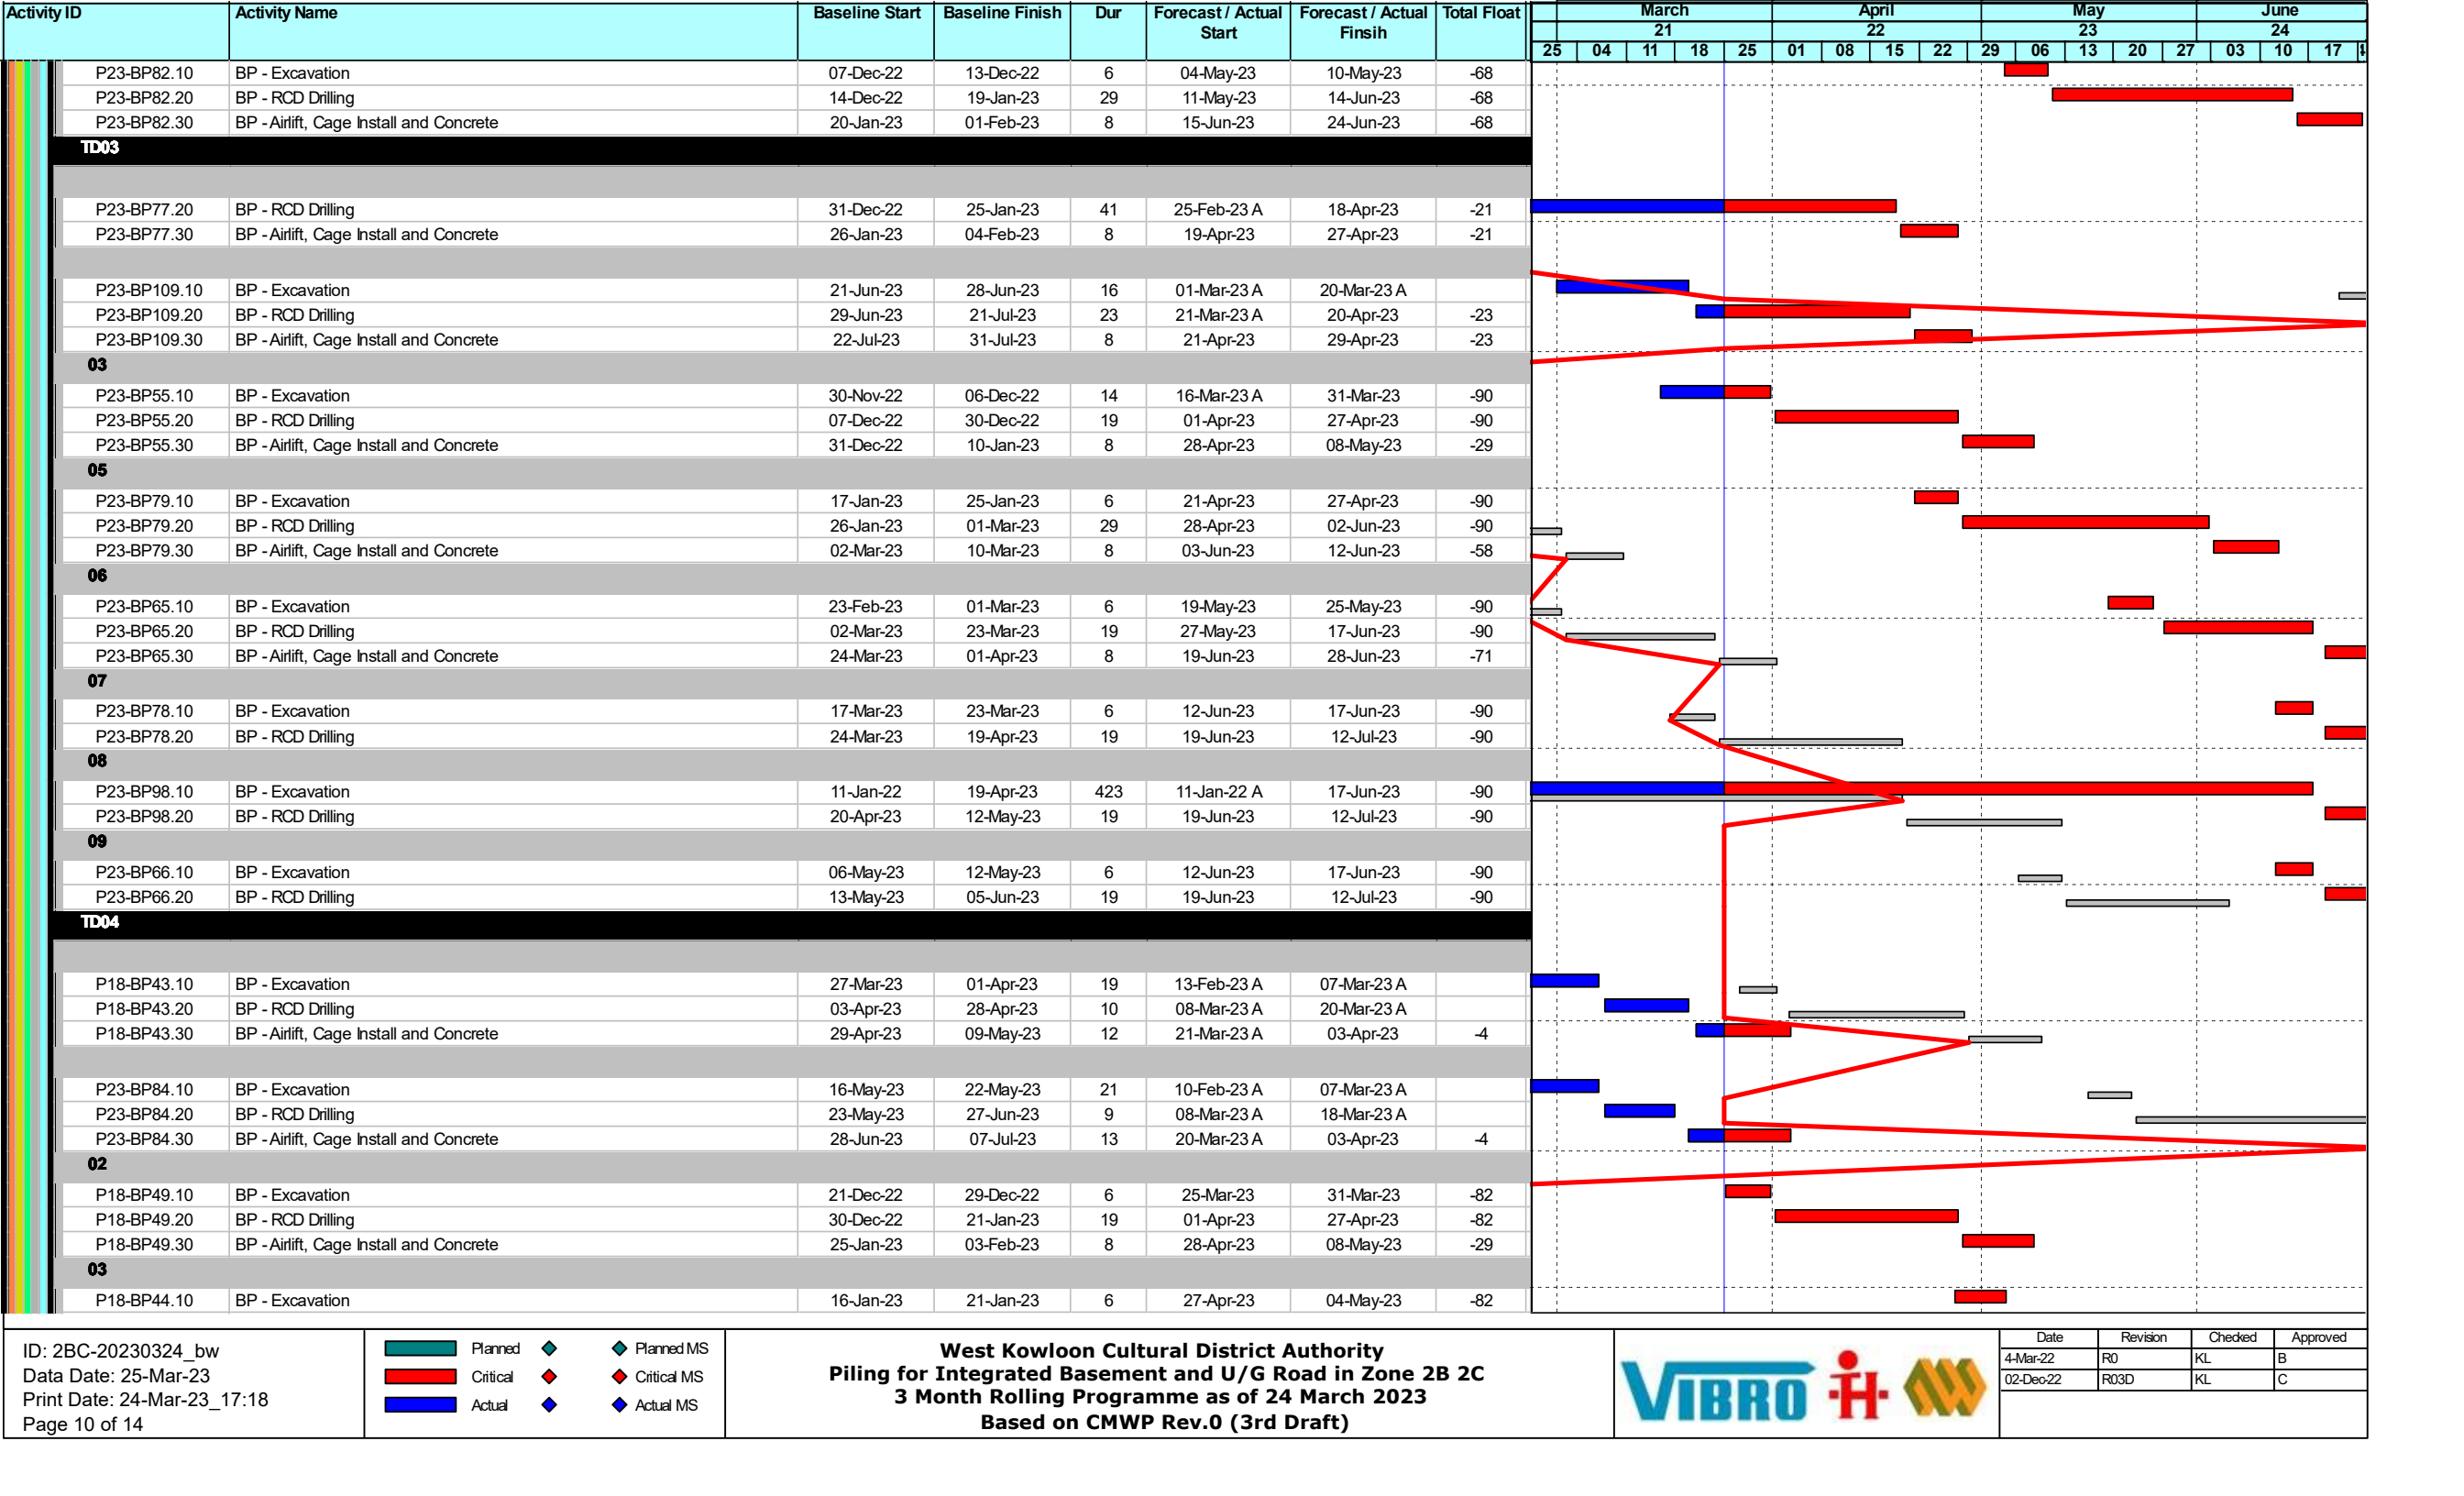 Activity ID Activity Name Baseline Start Baseline Finish Dur Forecast / Actual Forecast / Actual Total Float March April May June
Start Finsih 21 22 23 24
25 04 11 18 25 01 08 15 22 29 06 13 20 27 03 10 17
P23-BP82.10 BP - Excavation 07-Dec-22 13-Dec-22 6 04-May-23 10-May-23 -68
P23-BP82.20 BP - RCD Drilling 14-Dec-22 19-Jan-23 29 11-May-23 14-Jun-23 -68
P23-BP82.30 BP - Airlift, Cage Install and Concrete 20-Jan-23 01-Feb-23 8 15-Jun-23 24-Jun-23 -68
TD03
P23-BP77.20 BP - RCD Drilling 31-Dec-22 25-Jan-23 41 25-Feb-23 A 18-Apr-23 -21
P23-BP77.30 BP - Airlift, Cage Install and Concrete 26-Jan-23 04-Feb-23 8 19-Apr-23 27-Apr-23 -21
P23-BP109.10 BP - Excavation 21-Jun-23 28-Jun-23 16 01-Mar-23 A 20-Mar-23 A
P23-BP109.20 BP - RCD Drilling 29-Jun-23 21-Jul-23 23 21-Mar-23 A 20-Apr-23 -23
P23-BP109.30 BP - Airlift, Cage Install and Concrete 22-Jul-23 31-Jul-23 8 21-Apr-23 29-Apr-23 -23
03
P23-BP55.10 BP - Excavation 30-Nov-22 06-Dec-22 14 16-Mar-23 A 31-Mar-23 -90
P23-BP55.20 BP - RCD Drilling 07-Dec-22 30-Dec-22 19 01-Apr-23 27-Apr-23 -90
P23-BP55.30 BP - Airlift, Cage Install and Concrete 31-Dec-22 10-Jan-23 8 28-Apr-23 08-May-23 -29
05
P23-BP79.10 BP - Excavation 17-Jan-23 25-Jan-23 6 21-Apr-23 27-Apr-23 -90
P23-BP79.20 BP - RCD Drilling 26-Jan-23 01-Mar-23 29 28-Apr-23 02-Jun-23 -90
P23-BP79.30 BP - Airlift, Cage Install and Concrete 02-Mar-23 10-Mar-23 8 03-Jun-23 12-Jun-23 -58
06
P23-BP65.10 BP - Excavation 23-Feb-23 01-Mar-23 6 19-May-23 25-May-23 -90
P23-BP65.20 BP - RCD Drilling 02-Mar-23 23-Mar-23 19 27-May-23 17-Jun-23 -90
P23-BP65.30 BP - Airlift, Cage Install and Concrete 24-Mar-23 01-Apr-23 8 19-Jun-23 28-Jun-23 -71
07
P23-BP78.10 BP - Excavation 17-Mar-23 23-Mar-23 6 12-Jun-23 17-Jun-23 -90
P23-BP78.20 BP - RCD Drilling 24-Mar-23 19-Apr-23 19 19-Jun-23 12-Jul-23 -90
08
P23-BP98.10 BP - Excavation 11-Jan-22 19-Apr-23 423 11-Jan-22 A 17-Jun-23 -90
P23-BP98.20 BP - RCD Drilling 20-Apr-23 12-May-23 19 19-Jun-23 12-Jul-23 -90
09
P23-BP66.10 BP - Excavation 06-May-23 12-May-23 6 12-Jun-23 17-Jun-23 -90
P23-BP66.20 BP - RCD Drilling 13-May-23 05-Jun-23 19 19-Jun-23 12-Jul-23 -90
TD04
P18-BP43.10 BP - Excavation 27-Mar-23 01-Apr-23 19 13-Feb-23 A 07-Mar-23 A
P18-BP43.20 BP - RCD Drilling 03-Apr-23 28-Apr-23 10 08-Mar-23 A 20-Mar-23 A
P18-BP43.30 BP - Airlift, Cage Install and Concrete 29-Apr-23 09-May-23 12 21-Mar-23 A 03-Apr-23 -4
P23-BP84.10 BP - Excavation 16-May-23 22-May-23 21 10-Feb-23 A 07-Mar-23 A
P23-BP84.20 BP - RCD Drilling 23-May-23 27-Jun-23 9 08-Mar-23 A 18-Mar-23 A
P23-BP84.30 BP - Airlift, Cage Install and Concrete 28-Jun-23 07-Jul-23 13 20-Mar-23 A 03-Apr-23 -4
02
P18-BP49.10 BP - Excavation 21-Dec-22 29-Dec-22 6 25-Mar-23 31-Mar-23 -82
P18-BP49.20 BP - RCD Drilling 30-Dec-22 21-Jan-23 19 01-Apr-23 27-Apr-23 -82
P18-BP49.30 BP - Airlift, Cage Install and Concrete 25-Jan-23 03-Feb-23 8 28-Apr-23 08-May-23 -29
03
P18-BP44.10 BP - Excavation 16-Jan-23 21-Jan-23 6 27-Apr-23 04-May-23 -82
ID: 2BC-20230324_bw
Data Date: 25-Mar-23
Print Date: 24-Mar-23_17:18
Page 10 of 14
Planned Planned MS
Critical Critical MS
Actual Actual MS
West Kowloon Cultural District Authority
Piling for Integrated Basement and U/G Road in Zone 2B 2C
3 Month Rolling Programme as of 24 March 2023
Based on CMWP Rev.0 (3rd Draft)
VIBRO H
Date Revision Checked Approved
4-Mar-22 R0 KL B
02-Dec-22 R03D KL C